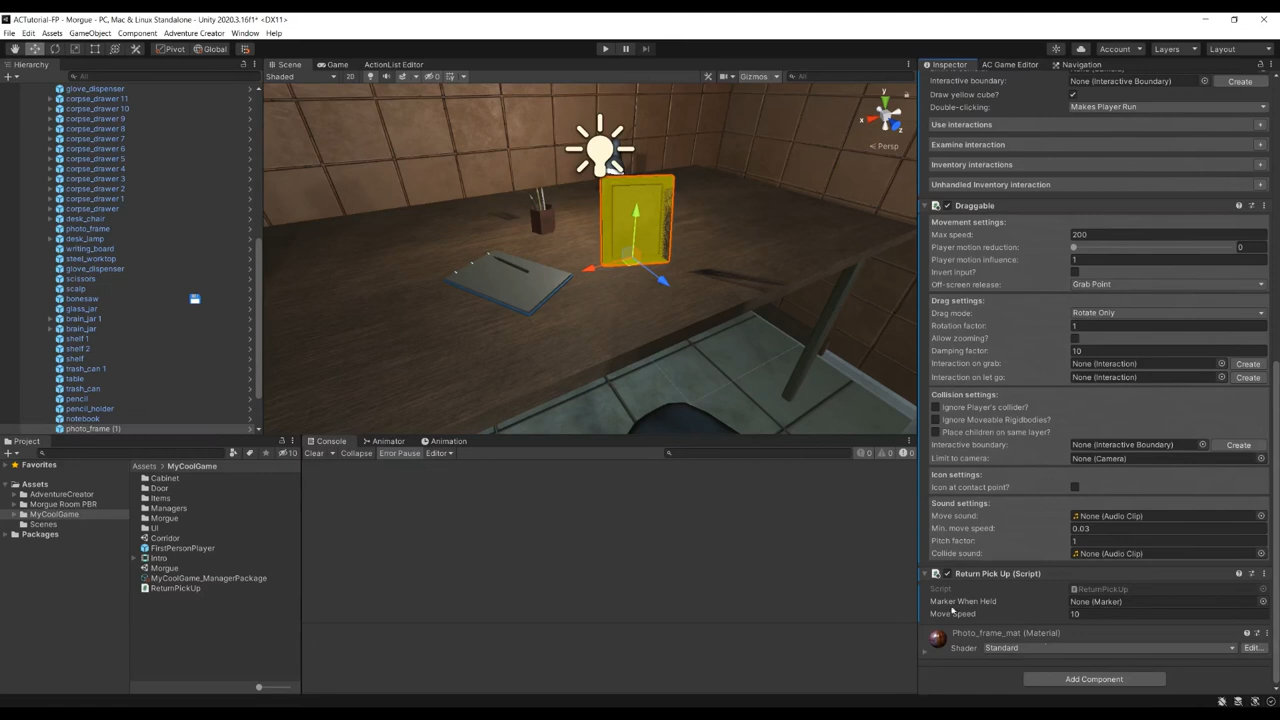 ACTutorial-FP - Morgue - PC, Mac & Linux Standalone - Unity 2020.3.16f1* <DX11>
File Edit Assets GameObject Component Adventure Creator Window Help
Pivot Global
Account Layers Layout
Hierarchy
All
glove_dispenser
corpse_drawer 11
corpse_drawer 10
corpse_drawer 9
corpse_drawer 8
corpse_drawer 7
corpse_drawer 6
corpse_drawer 5
corpse_drawer 4
corpse_drawer 3
corpse_drawer 2
corpse_drawer 1
corpse_drawer
desk_chair
photo_frame
desk_lamp
writing_board
steel_worktop
glove_dispenser
scissors
scalp
bonesaw
glass_jar
brain_jar 1
brain_jar
shelf 1
shelf 2
shelf
trash_can 1
table
trash_can
pencil
pencil_holder
notebook
photo_frame (1)
Scene Game ActionList Editor
Shaded 2D 0 Gizmos All
y
x
z
Persp
Project
10
Favorites
Assets
AdventureCreator
Morgue Room PBR
MyCoolGame
Scenes
Packages
Assets > MyCoolGame
Cabinet
Door
Items
Managers
Morgue
UI
Corridor
FirstPersonPlayer
Intro
Morgue
MyCoolGame_ManagerPackage
ReturnPickUp
Console Animator Animation
Clear Collapse Error Pause Editor 0 0 0
Inspector AC Game Editor Navigation
Interactive boundary: None (Interactive Boundary) Create
Draw yellow cube?
Double-clicking: Makes Player Run
Use interactions +
Examine interaction +
Inventory interactions +
Unhandled Inventory interaction +
Draggable
Movement settings:
Max speed: 200
Player motion reduction: 0
Player motion influence: 1
Invert input?
Off-screen release: Grab Point
Drag settings:
Drag mode: Rotate Only
Rotation factor: 1
Allow zooming?
Damping factor: 10
Interaction on grab: None (Interaction) Create
Interaction on let go: None (Interaction) Create
Collision settings:
Ignore Player's collider?
Ignore Moveable Rigidbodies?
Place children on same layer?
Interactive boundary: None (Interactive Boundary) Create
Limit to camera: None (Camera)
Icon settings:
Icon at contact point?
Sound settings:
Move sound: None (Audio Clip)
Min. move speed: 0.03
Pitch factor: 1
Collide sound: None (Audio Clip)
Return Pick Up (Script)
Script ReturnPickUp
Marker When Held None (Marker)
Move Speed 10
Photo_frame_mat (Material)
Shader Standard Edit...
Add Component